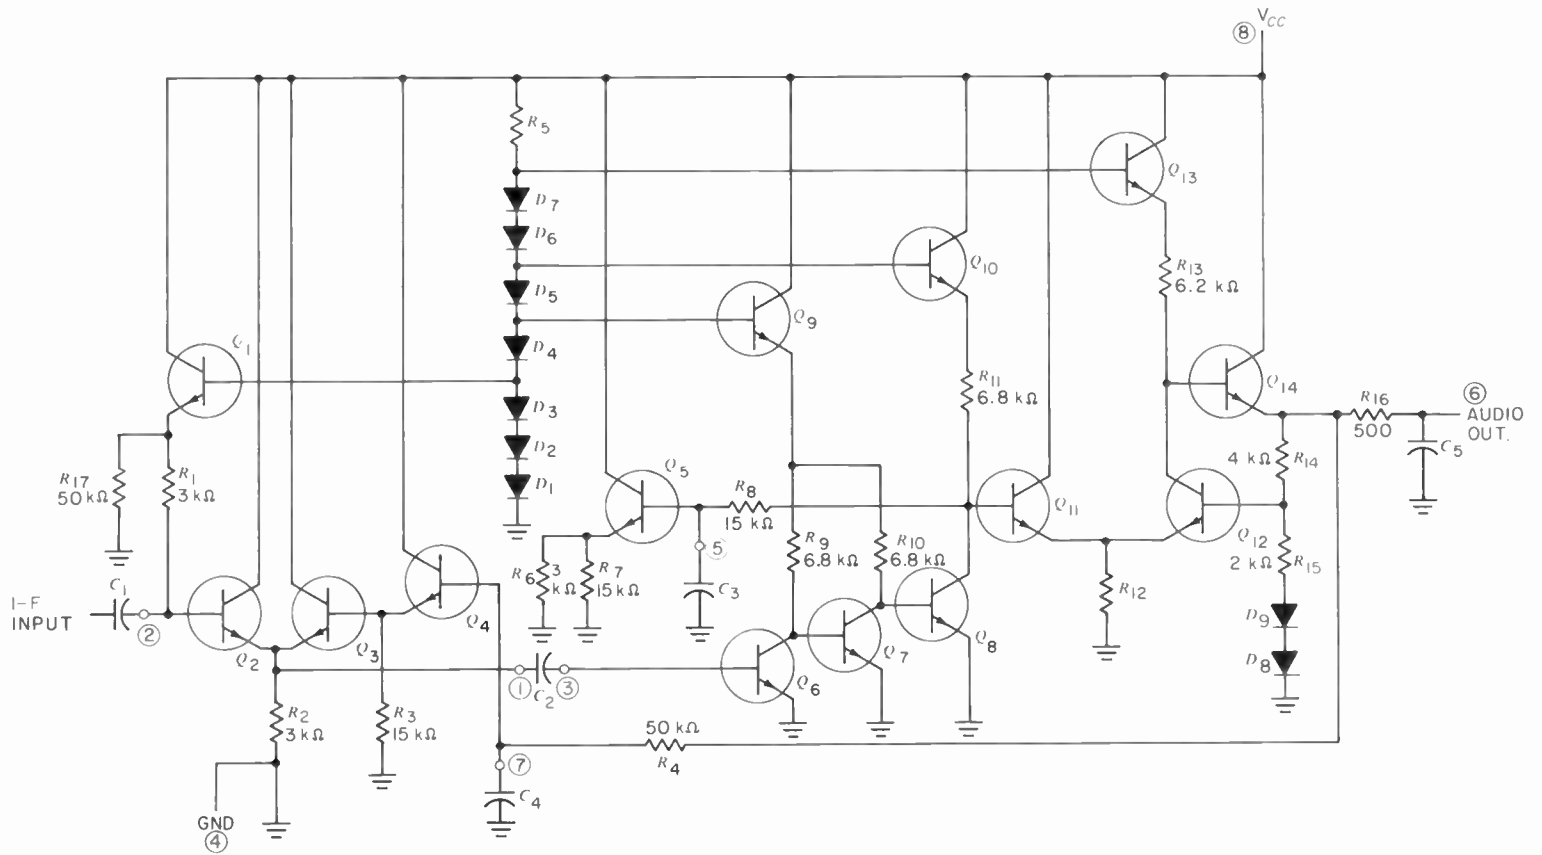 V_CC
⑧
R5
Q13
D7
D6
Q10
R13
6.2 kΩ
D5
Q9
Q1
D4
R11
6.8 kΩ
Q14
R16
500
⑥
AUDIO
OUT.
D3
D2
D1
R17
50 kΩ
R1
3 kΩ
Q5
R8
15 kΩ
Q11
4 kΩ
R14
C5
Q12
2 kΩ
R15
5
R9
6.8 kΩ
R10
6.8 kΩ
R6
3
kΩ
R7
15 kΩ
C3
R12
C1
I-F
INPUT
②
Q4
Q2
Q3
Q7
Q8
D9
D8
①
C2
③
Q6
R2
3 kΩ
R3
15 kΩ
50 kΩ
R4
⑦
C4
GND
④